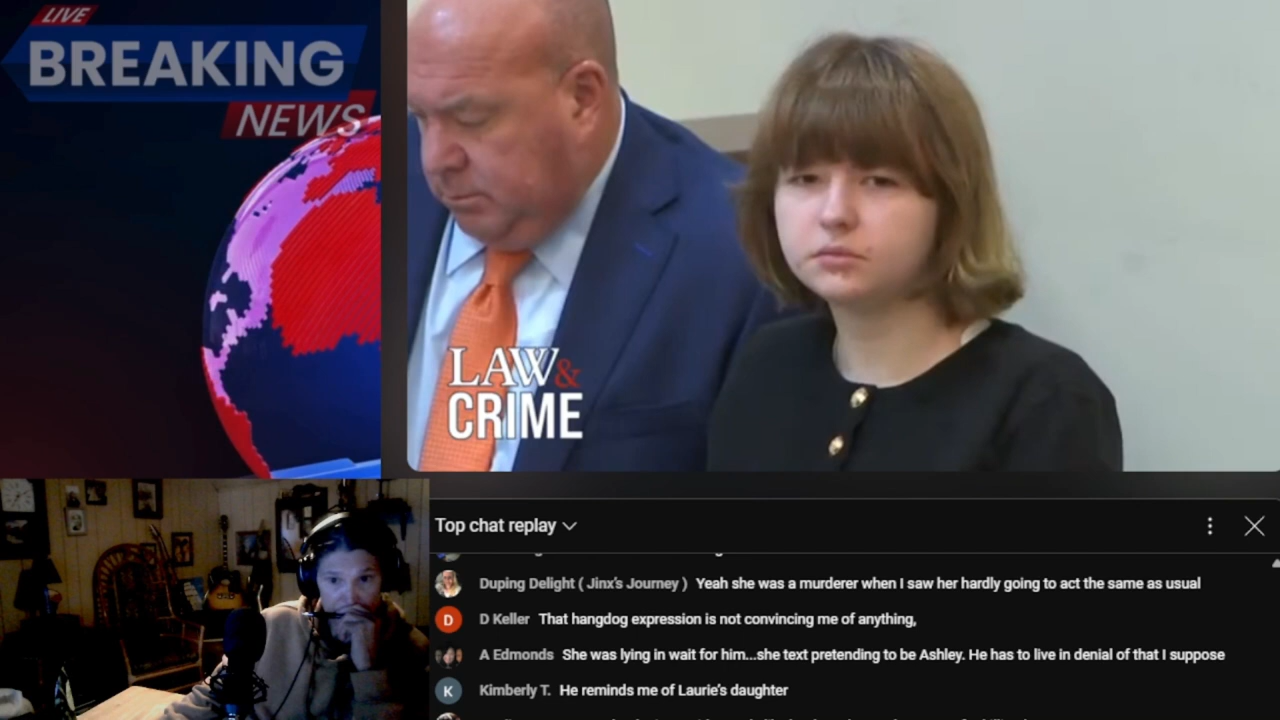 LIVE
BREAKING
NEWS
LAW&
CRIME
Top chat replay
Duping Delight ( Jinx's Journey ) Yeah she was a murderer when I saw her hardly going to act the same as usual
D
D Keller That hangdog expression is not convincing me of anything,
A Edmonds She was lying in wait for him...she text pretending to be Ashley. He has to live in denial of that I suppose
K
Kimberly T. He reminds me of Laurie's daughter